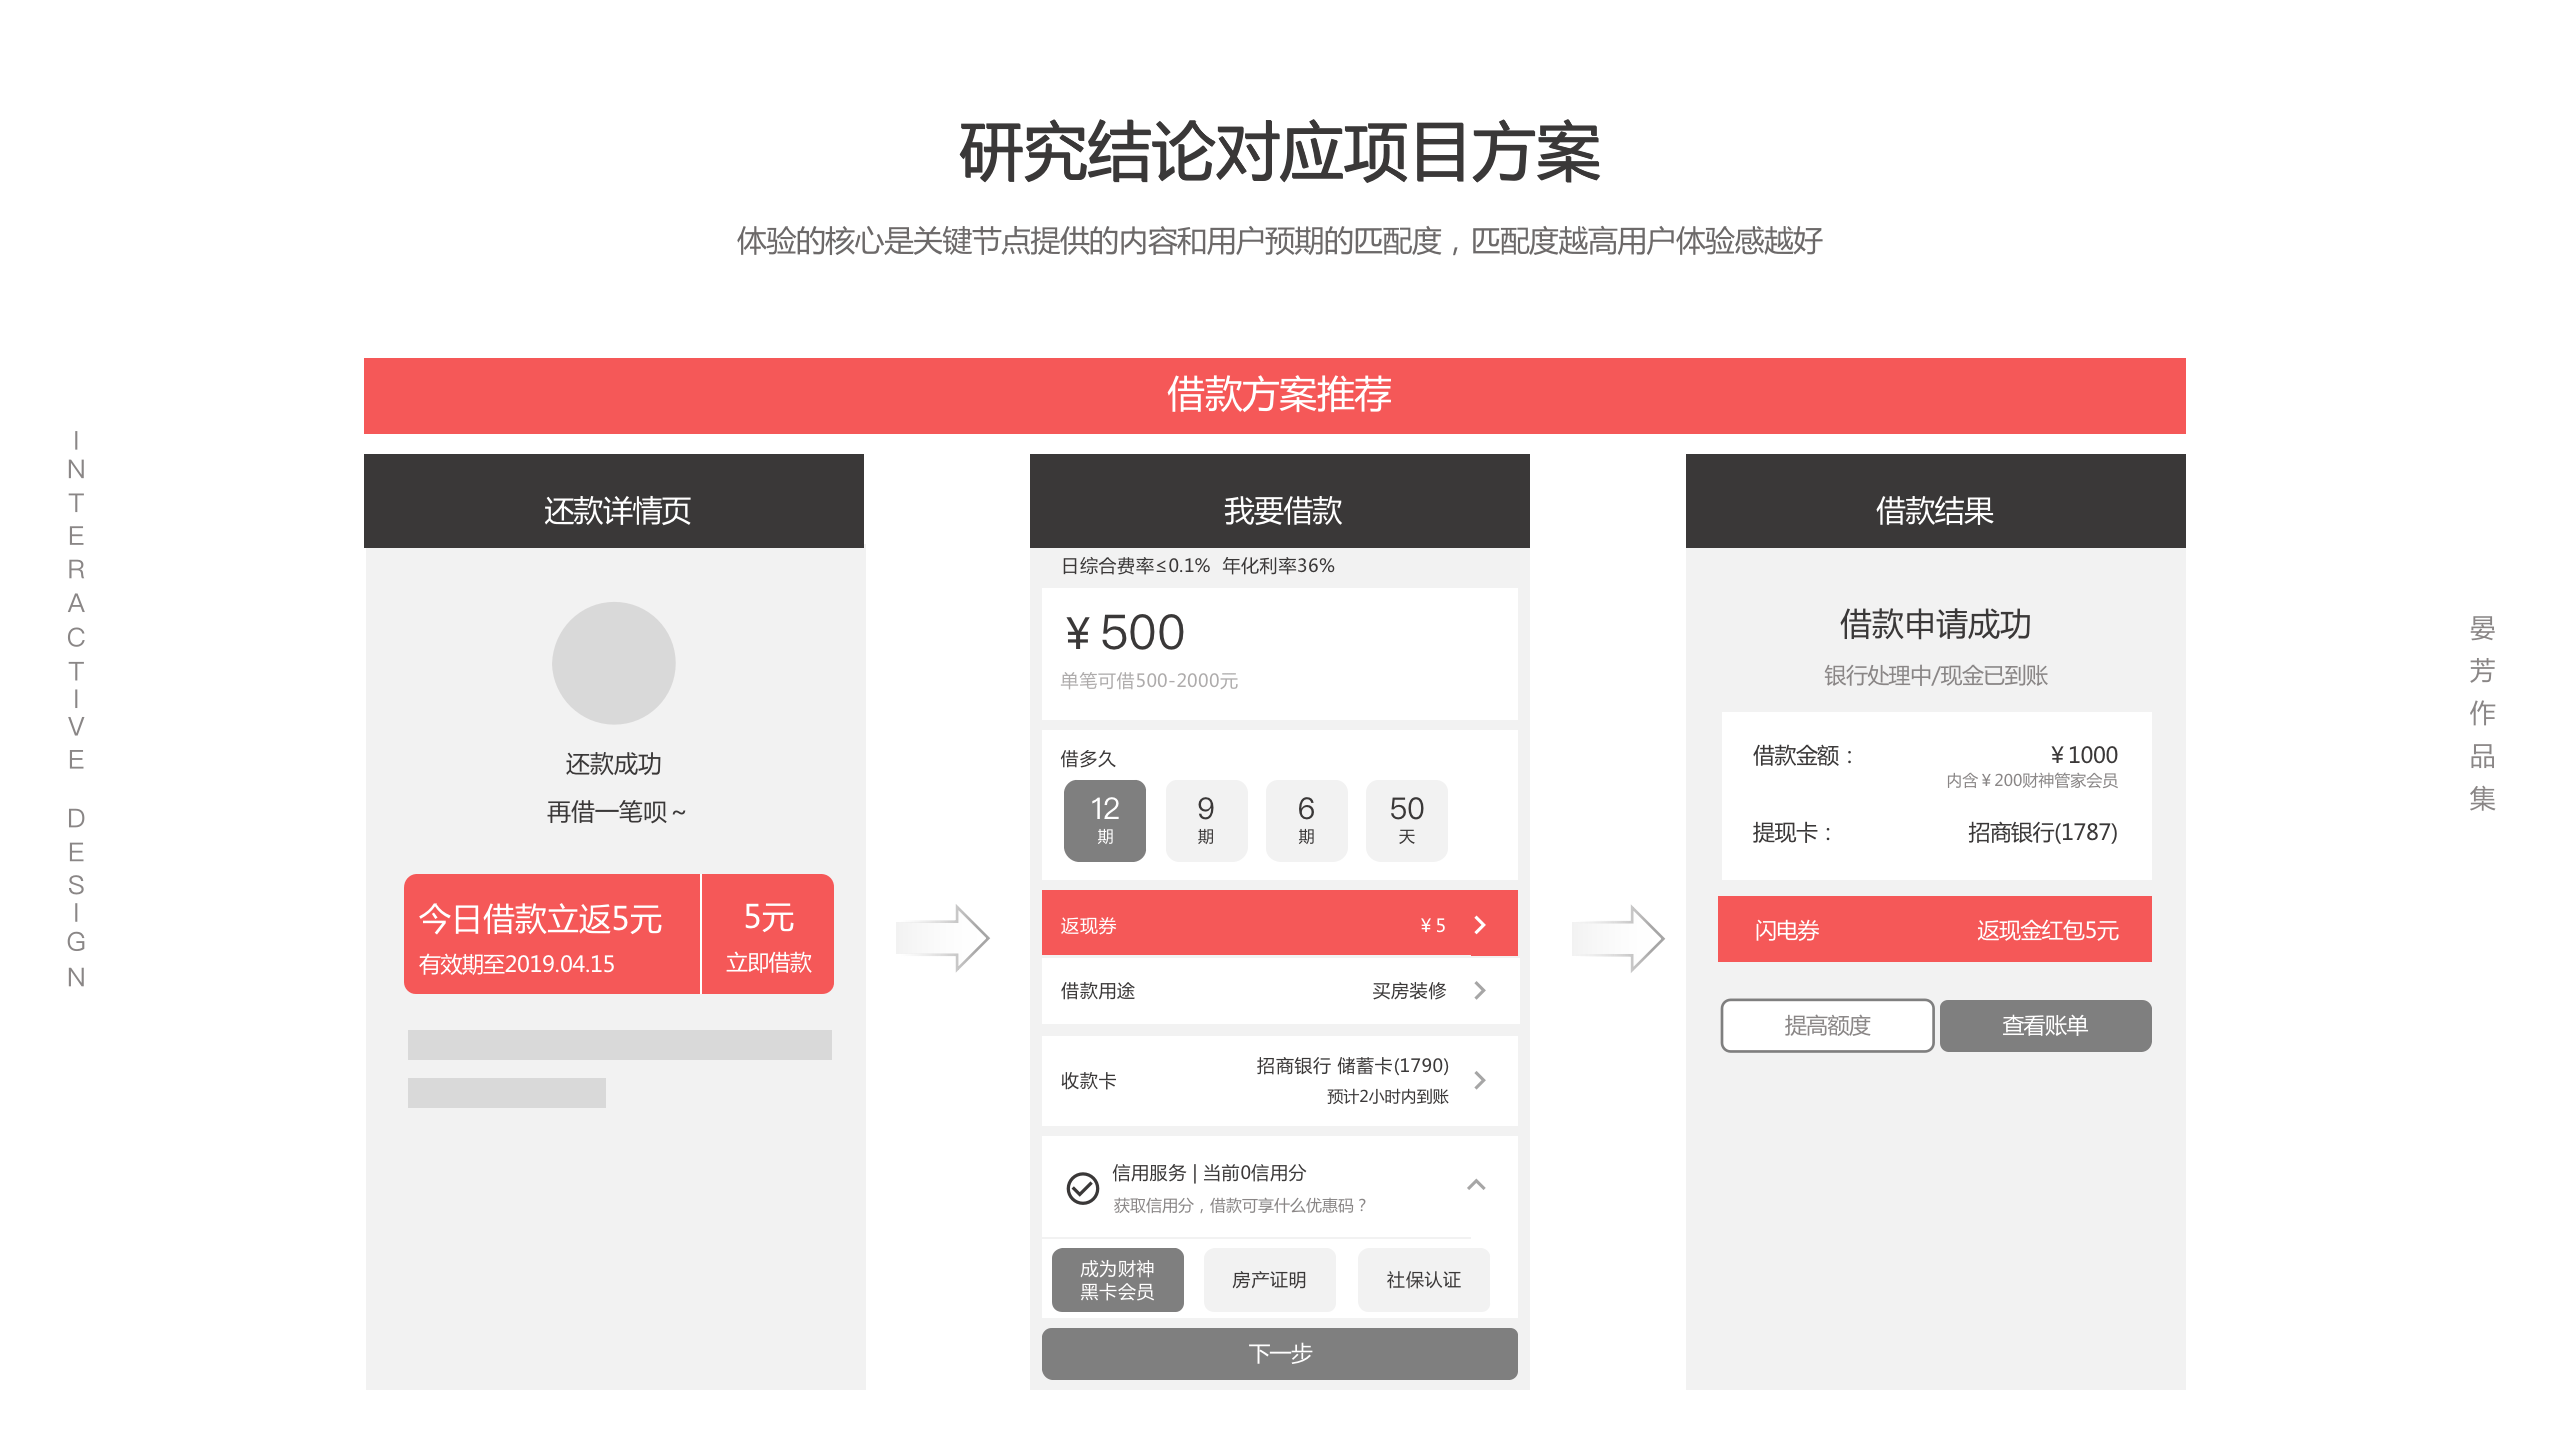 研究结论对应项目方案
体验的核心是关键节点提供的内容和用户预期的匹配度，匹配度越高用户体验感越好
INTERACTIVE DESIGN
借款方案推荐
还款详情页
还款成功
再借一笔呗~
今日借款立返5元
有效期至2019.04.15
5元
立即借款
我要借款
日综合费率≤0.1% 年化利率36%
¥500
单笔可借500-2000元
借多久
12
期
9
期
6
期
50
天
返现券 ¥5
借款用途 买房装修
收款卡
招商银行 储蓄卡(1790)
预计2小时内到账
信用服务 | 当前0信用分
获取信用分，借款可享什么优惠码？
成为财神
黑卡会员
房产证明
社保认证
下一步
借款结果
借款申请成功
银行处理中/现金已到账
借款金额： ¥1000
内含¥200财神管家会员
提现卡： 招商银行(1787)
闪电券 返现金红包5元
提高额度
查看账单
晏芳作品集